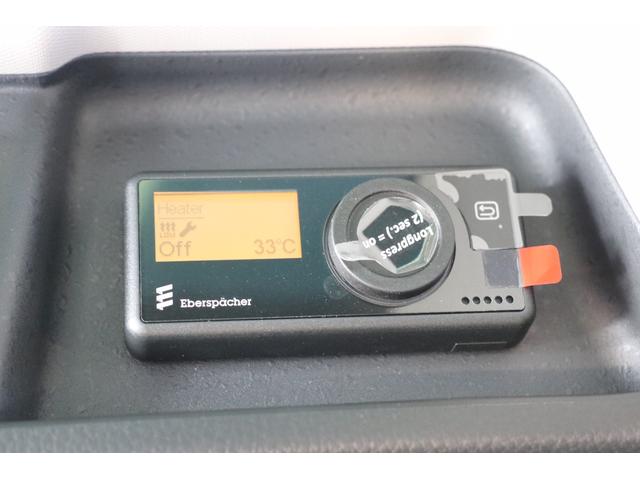 Heater
Off 33°C
Eberspächer
Longpress
(2 sec.) = on